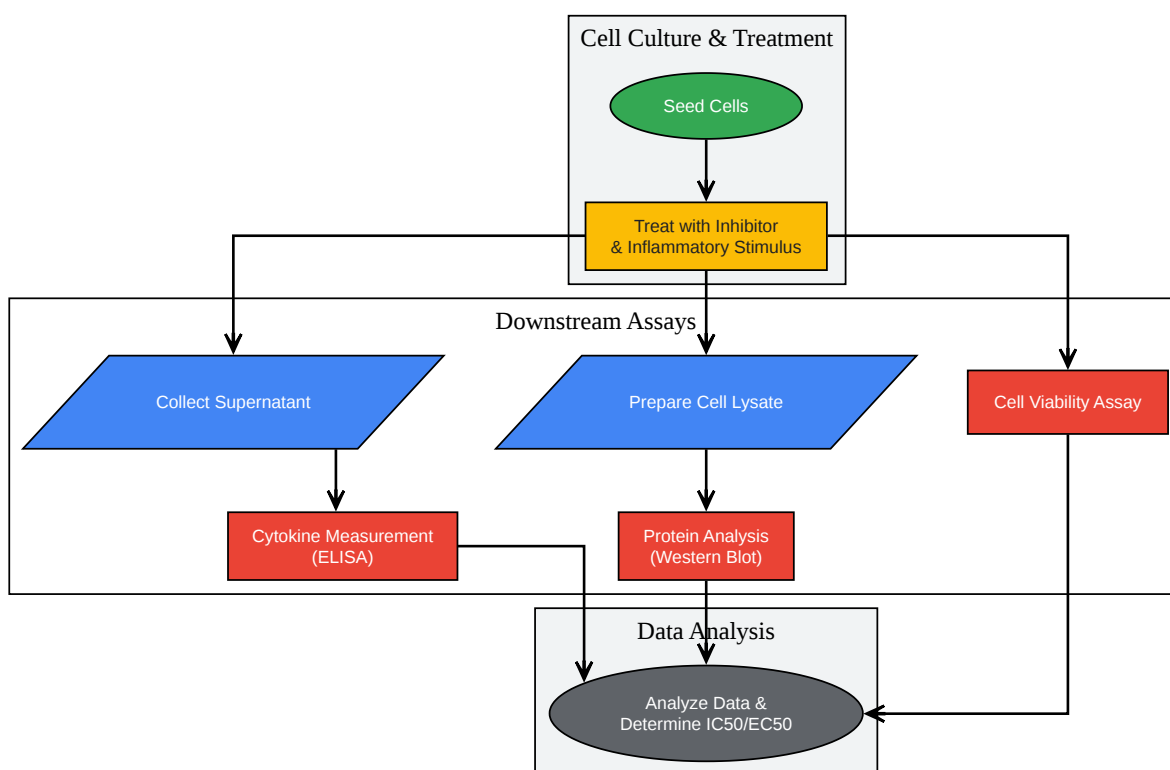 Cell Culture & Treatment
Seed Cells
Treat with Inhibitor
& Inflammatory Stimulus
Downstream Assays
Collect Supernatant
Prepare Cell Lysate
Cell Viability Assay
Cytokine Measurement
(ELISA)
Protein Analysis
(Western Blot)
Data Analysis
Analyze Data &
Determine IC50/EC50